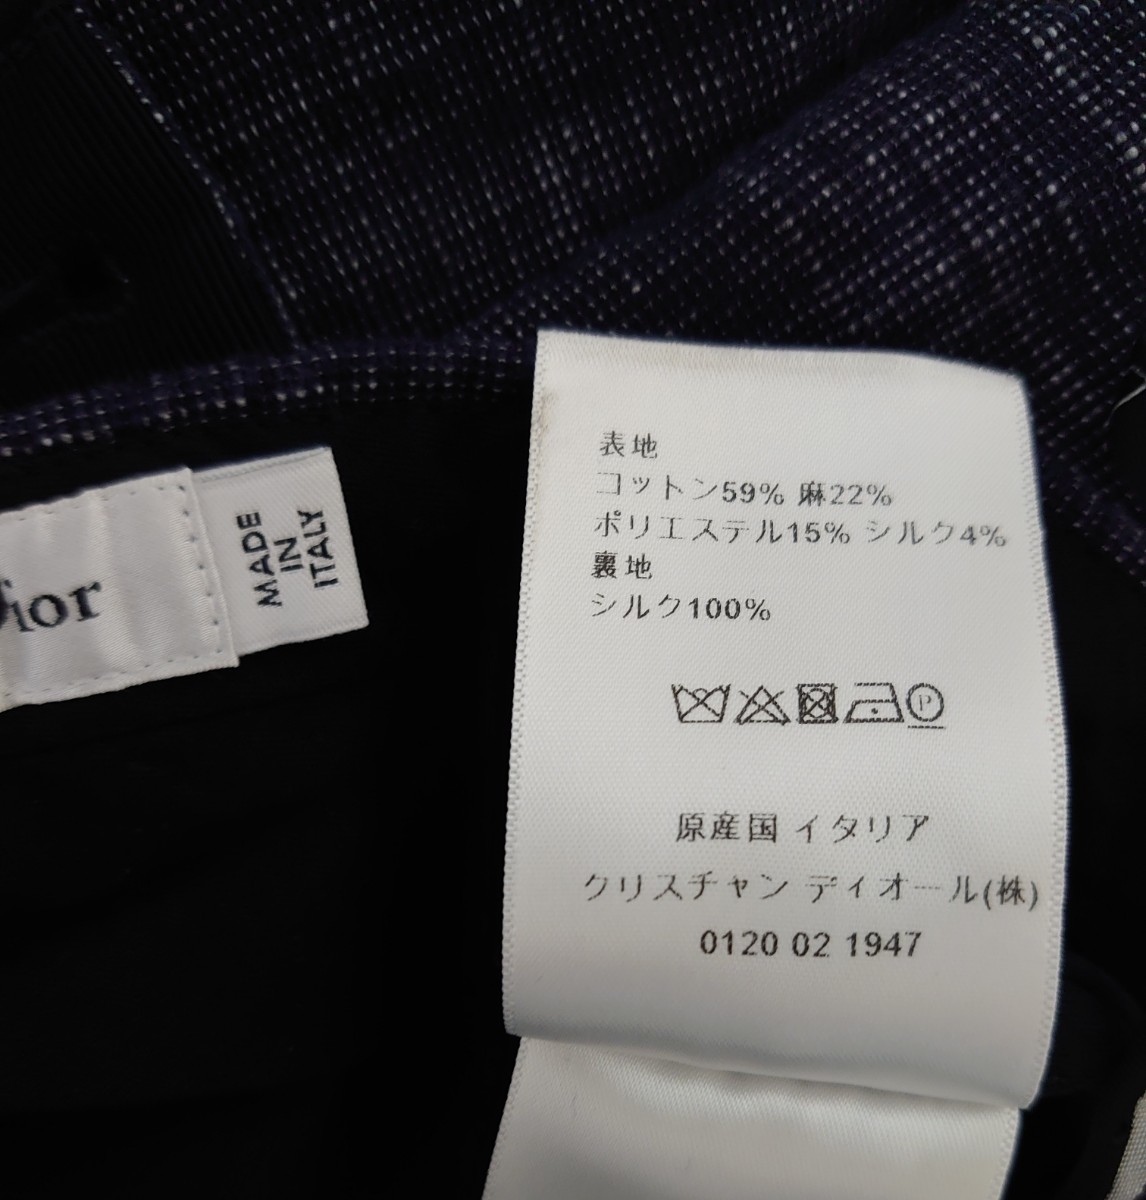 表地
コットン59% 麻22%
ポリエステル15% シルク4%
裏地
シルク100%
P
原産国 イタリア
クリスチャン ディオール(株)
0120 02 1947
MADE
IN
ITALY